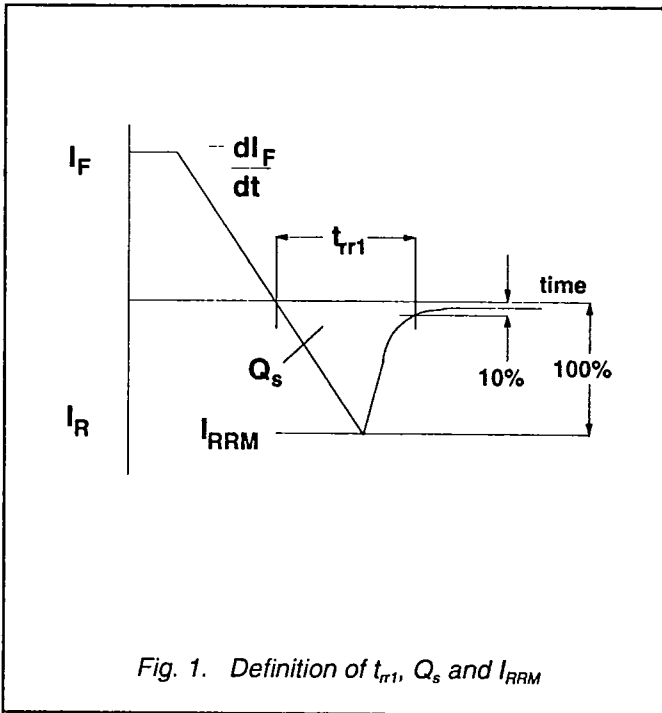 I_F
- dI_F
dt
t_rr1
time
Q_s
10%
100%
I_R
I_RRM
Fig. 1. Definition of t_rr1, Q_s and I_RRM